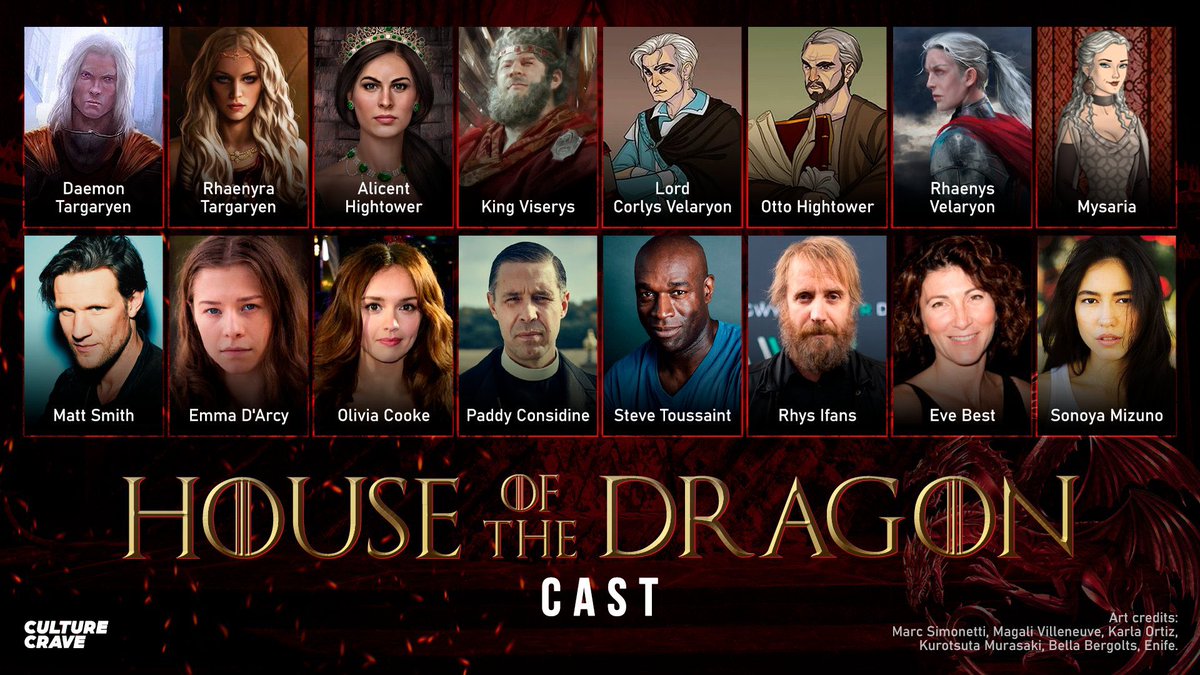 Daemon
Targaryen
Rhaenyra
Targaryen
Alicent
Hightower
King Viserys
Lord
Corlys Velaryon
Otto Hightower
Rhaenys
Velaryon
Mysaria
Matt Smith
Emma D'Arcy
Olivia Cooke
Paddy Considine
Steve Toussaint
Rhys Ifans
Eve Best
Sonoya Mizuno
HOUSE OF THE DRAGON
CAST
CULTURE
CRAVE
Art credits:
Marc Simonetti, Magali Villeneuve, Karla Ortiz,
Kurotsuta Murasaki, Bella Bergolts, Enife.